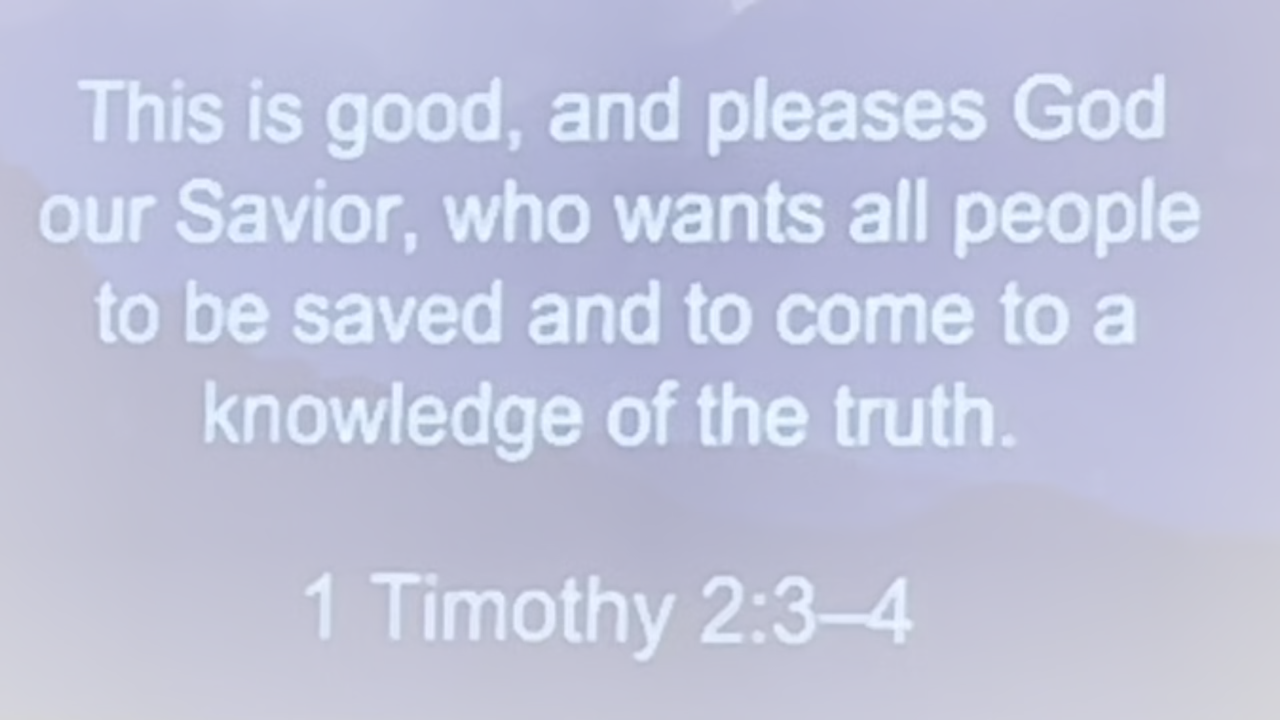 This is good, and pleases God
our Savior, who wants all people
to be saved and to come to a
knowledge of the truth.
1 Timothy 2:3–4